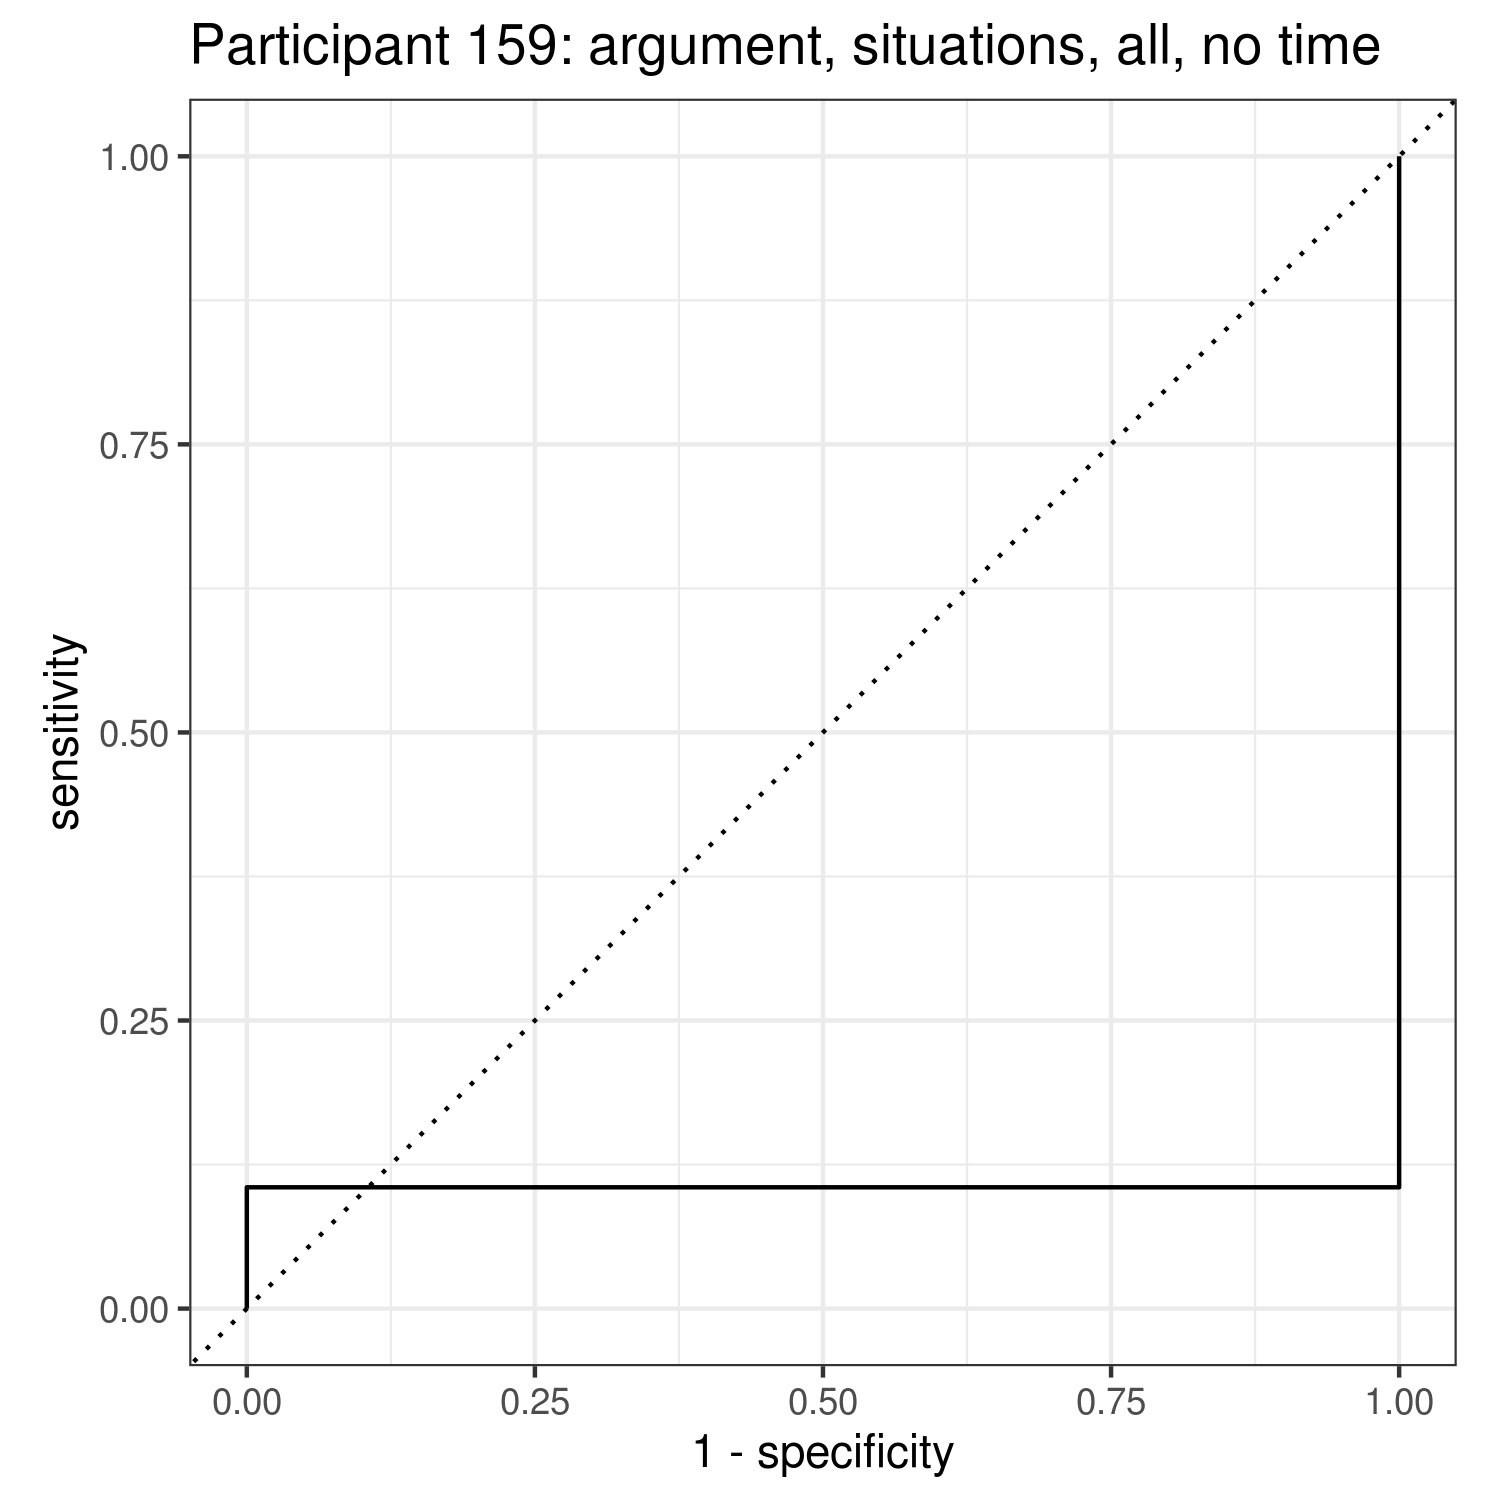 Participant 159: argument, situations, all, no time
1.00
0.75
0.50
0.25
0.00
sensitivity
0.00 0.25 0.50 0.75 1.00
1 - specificity